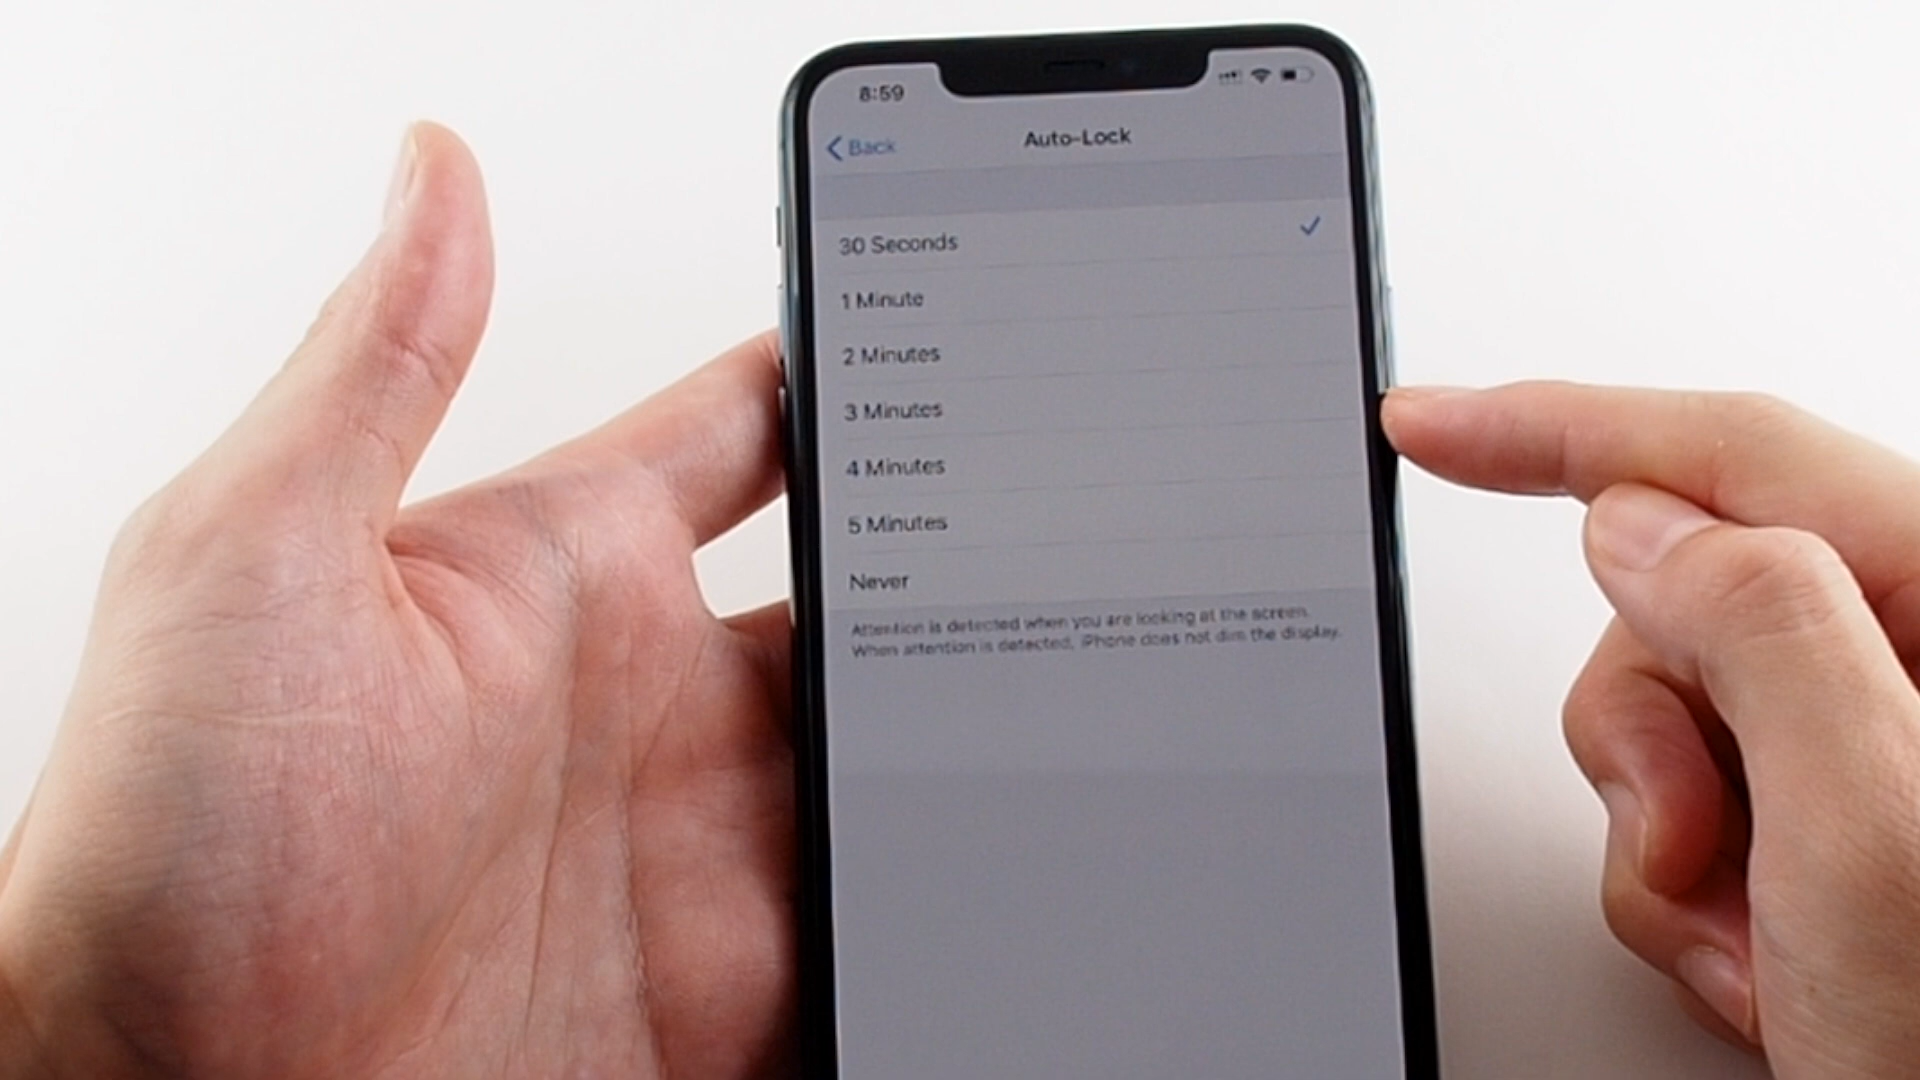 8:59
Back
Auto-Lock
30 Seconds
1 Minute
2 Minutes
3 Minutes
4 Minutes
5 Minutes
Never
Attention is detected when you are looking at the screen.
When attention is detected, iPhone does not dim the display.